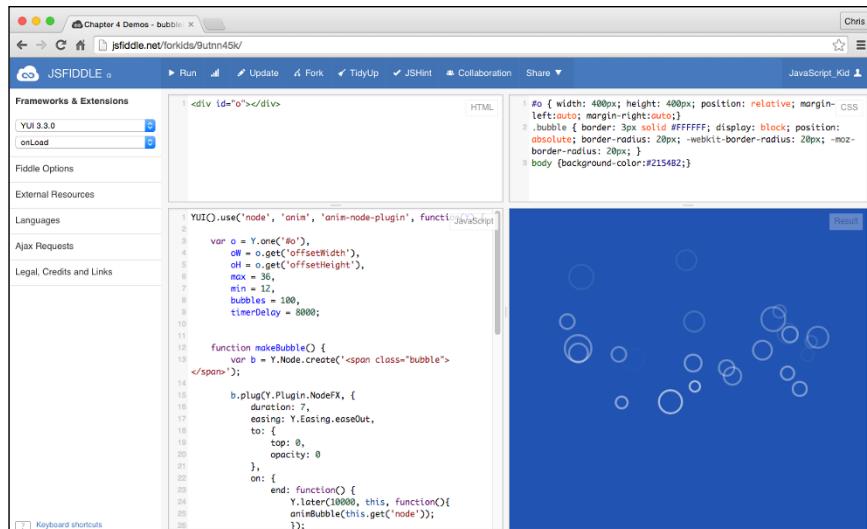 Chapter 4 Demos - bubble
Chris
jsfiddle.net/forkids/9utnn45k/
JSFIDDLE α
Run
Update
Fork
TidyUp
JSHint
Collaboration
Share ▼
JavaScript_Kid
Frameworks & Extensions
YUI 3.3.0
onLoad
Fiddle Options
External Resources
Languages
Ajax Requests
Legal, Credits and Links
? Keyboard shortcuts
HTML
1 <div id="o"></div>
CSS
1 #o { width: 400px; height: 400px; position: relative; margin-
left:auto; margin-right:auto;}
2 .bubble { border: 3px solid #FFFFFF; display: block; position:
absolute; border-radius: 20px; -webkit-border-radius: 20px; -moz-
border-radius: 20px; }
3 body {background-color:#2154B2;}
JavaScript
1 YUI().use('node', 'anim', 'anim-node-plugin', function
2
3 var o = Y.one('#o'),
4 oW = o.get('offsetWidth'),
5 oH = o.get('offsetHeight'),
6 max = 36,
7 min = 12,
8 bubbles = 100,
9 timerDelay = 8000;
10
11
12 function makeBubble() {
13 var b = Y.Node.create('<span class="bubble">
</span>');
14
15 b.plug(Y.Plugin.NodeFX, {
16 duration: 7,
17 easing: Y.Easing.easeOut,
18 to: {
19 top: 0,
20 opacity: 0
21 },
22 on: {
23 end: function() {
24 Y.later(10000, this, function(){
25 animBubble(this.get('node'));
26 });
Result